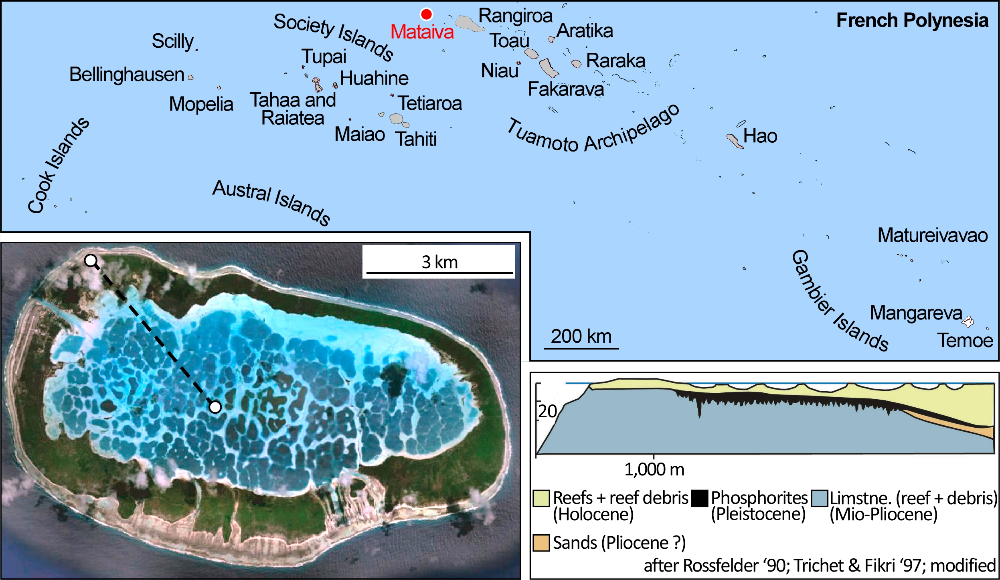 French Polynesia
Society Islands
Mataiva
Rangiroa
Aratika
Toau
Scilly
Tupai
Niau
Raraka
Bellinghausen
Huahine
Fakarava
Mopelia
Tahaa and
Raiatea
Tetiaroa
Maiao
Tahiti
Tuamoto Archipelago
Hao
Cook Islands
Austral Islands
Matureivavao
Gambier Islands
Mangareva
Temoe
200 km
3 km
20
1,000 m
Reefs + reef debris
(Holocene)
Phosphorites
(Pleistocene)
Limstne. (reef + debris)
(Mio-Pliocene)
Sands (Pliocene ?)
after Rossfelder ‘90; Trichet & Fikri ‘97; modified